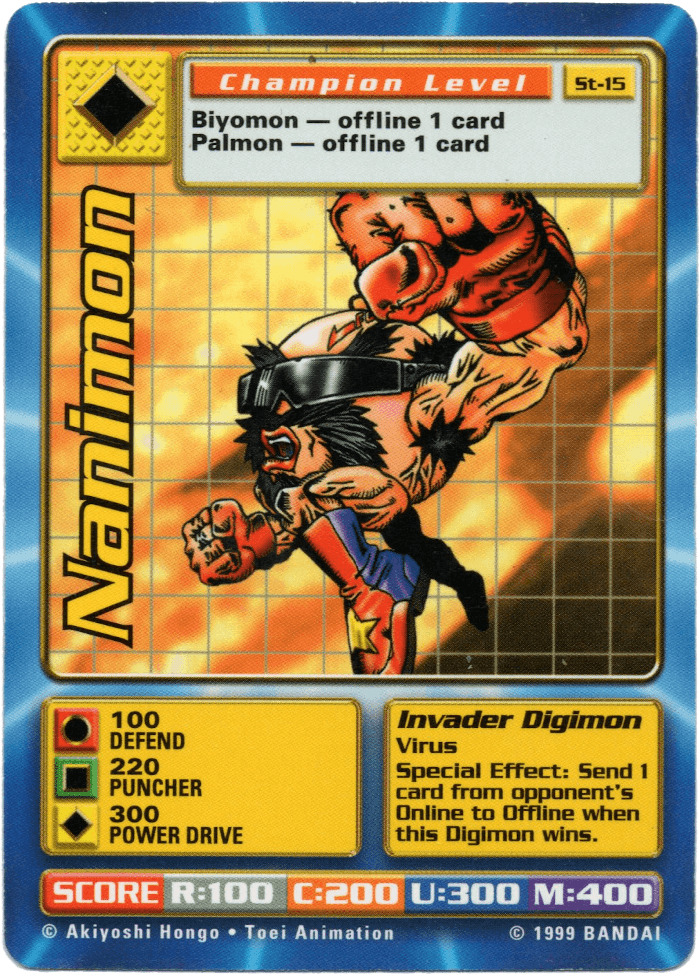 Champion Level
St-15
Biyomon — offline 1 card
Palmon — offline 1 card
Nanimon
100
DEFEND
220
PUNCHER
300
POWER DRIVE
Invader Digimon
Virus
Special Effect: Send 1
card from opponent's
Online to Offline when
this Digimon wins.
SCORE R:100 C:200 U:300 M:400
© Akiyoshi Hongo • Toei Animation © 1999 BANDAI